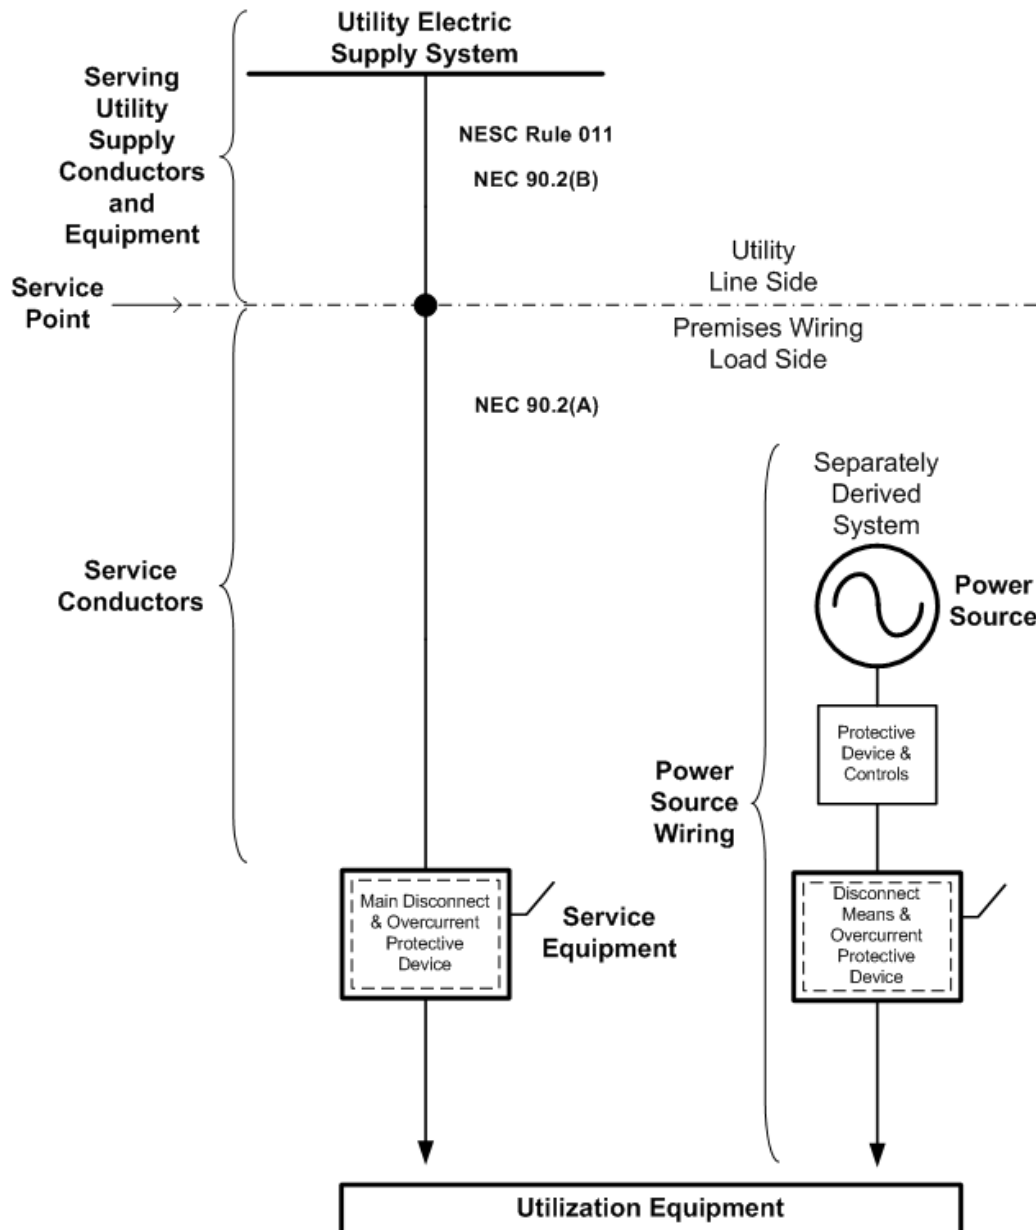 Utility Electric
Supply System
Serving
Utility
Supply
Conductors
and
Equipment
NESC Rule 011
NEC 90.2(B)
Utility
Line Side
Service
Point
Premises Wiring
Load Side
NEC 90.2(A)
Separately
Derived
System
Service
Conductors
Power
Source
Protective
Device &
Controls
Power
Source
Wiring
Main Disconnect
& Overcurrent
Protective
Device
Service
Equipment
Disconnect
Means &
Overcurrent
Protective
Device
Utilization Equipment